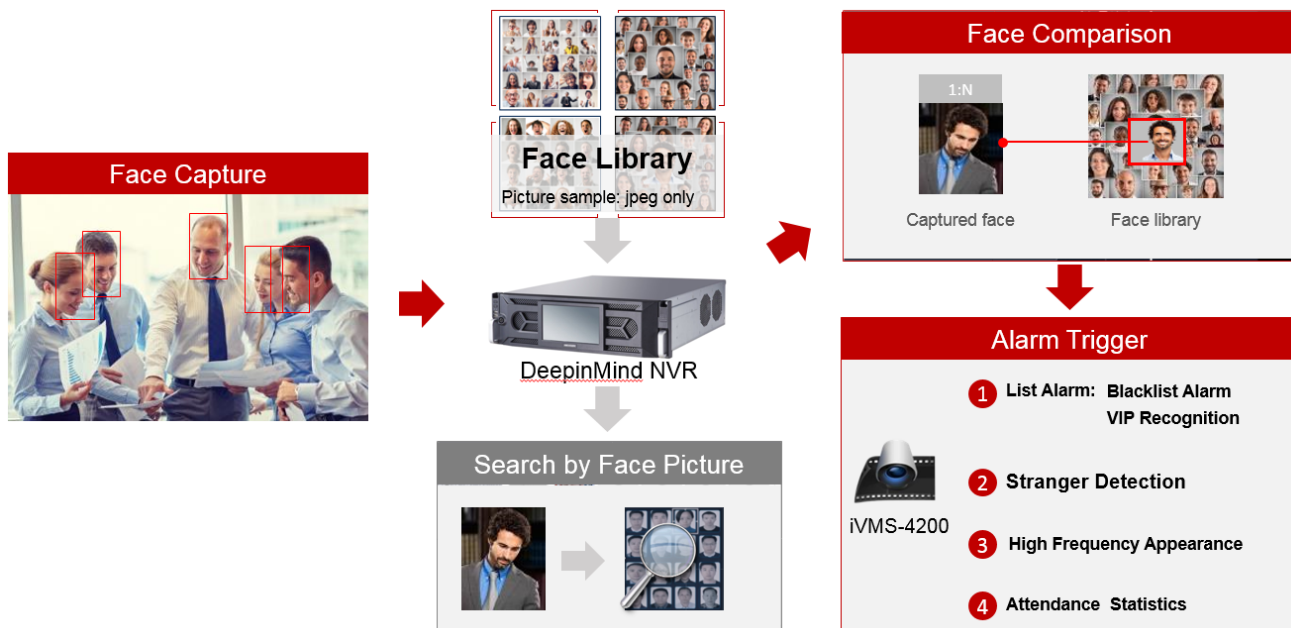 Face Capture
Face Library
Picture sample: jpeg only
DeepinMind NVR
Search by Face Picture
Face Comparison
1:N
Captured face
Face library
Alarm Trigger
iVMS-4200
1 List Alarm: Blacklist Alarm
VIP Recognition
2 Stranger Detection
3 High Frequency Appearance
4 Attendance Statistics